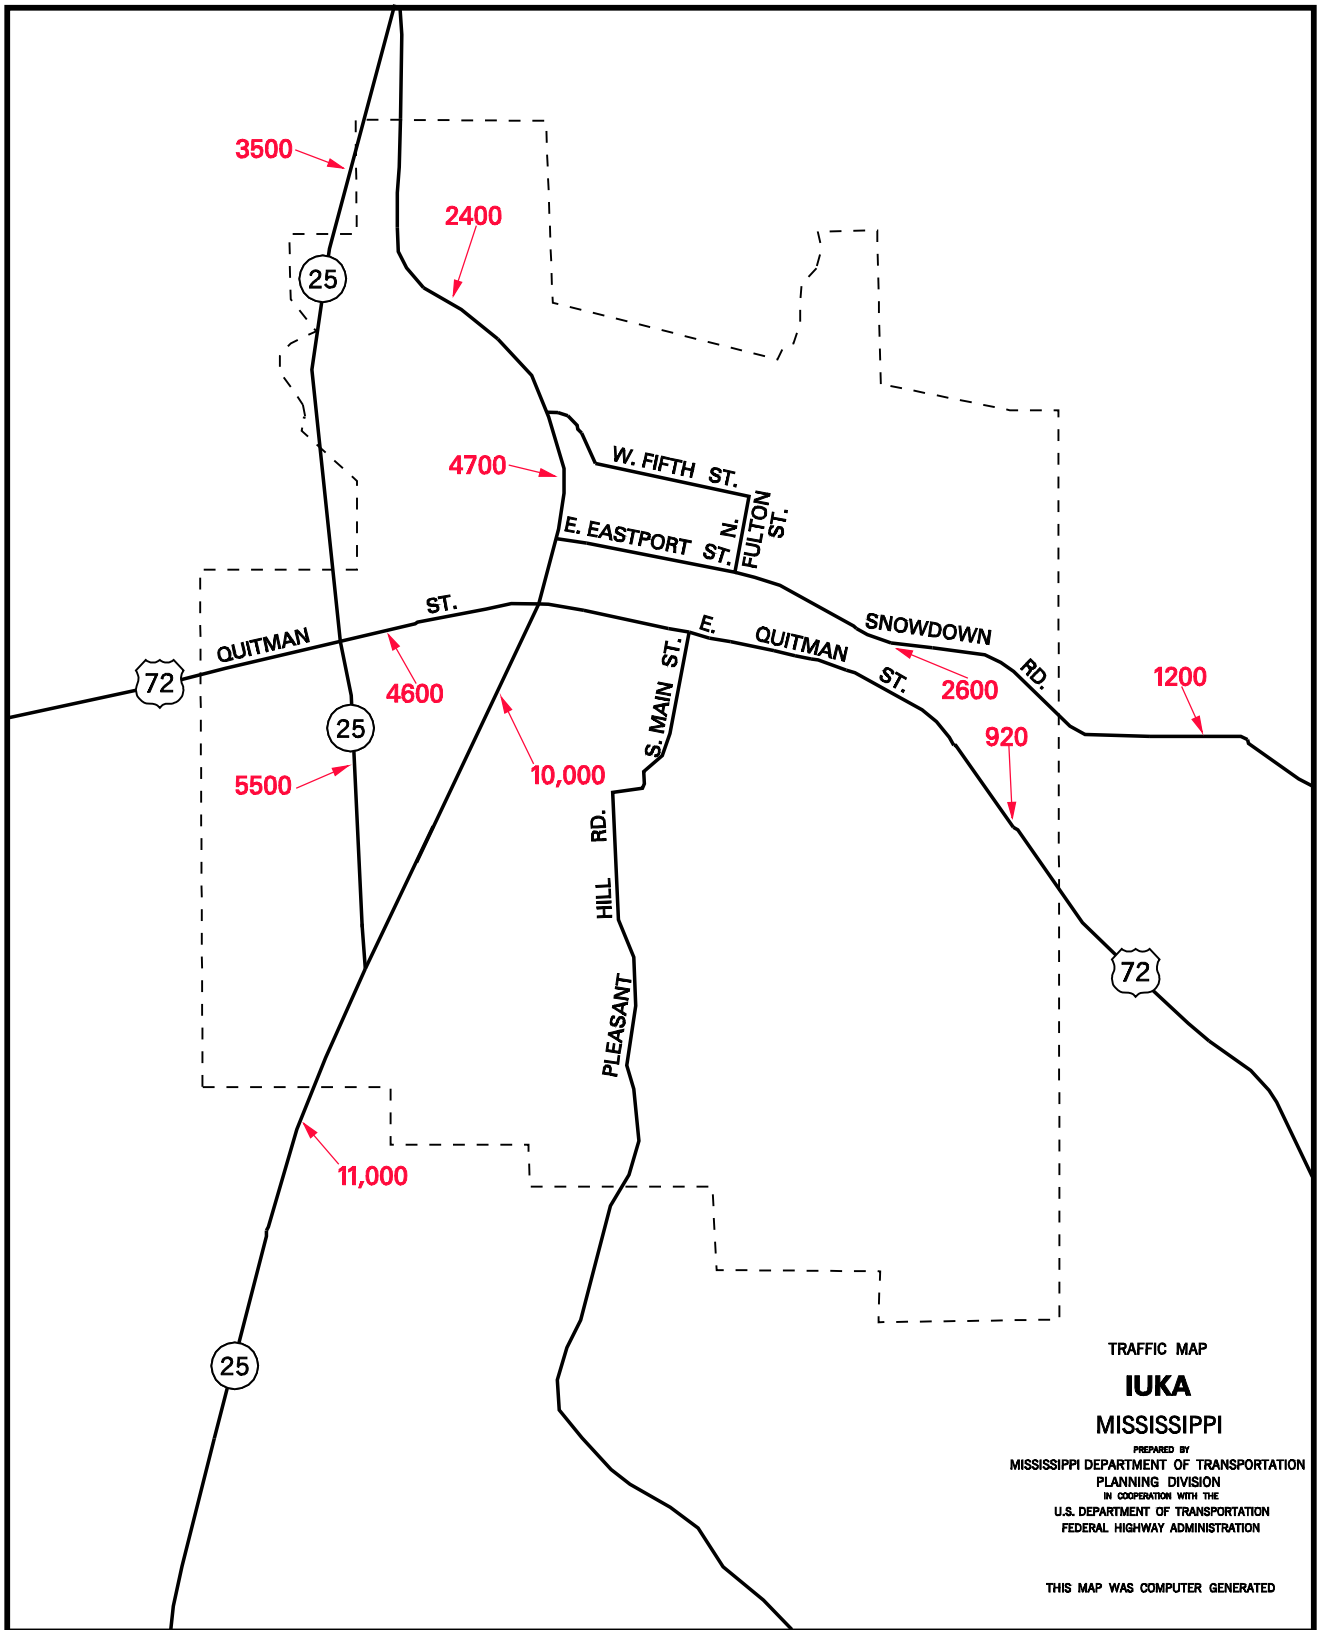 3500
2400
25
4700
W. FIFTH ST.
N. FULTON ST.
E. EASTPORT ST.
QUITMAN ST.
E. QUITMAN ST.
SNOWDOWN RD.
72
4600
25
S. MAIN ST.
2600
1200
920
5500
10,000
PLEASANT HILL RD.
72
11,000
25
TRAFFIC MAP
IUKA
MISSISSIPPI
PREPARED BY
MISSISSIPPI DEPARTMENT OF TRANSPORTATION
PLANNING DIVISION
IN COOPERATION WITH THE
U.S. DEPARTMENT OF TRANSPORTATION
FEDERAL HIGHWAY ADMINISTRATION
THIS MAP WAS COMPUTER GENERATED